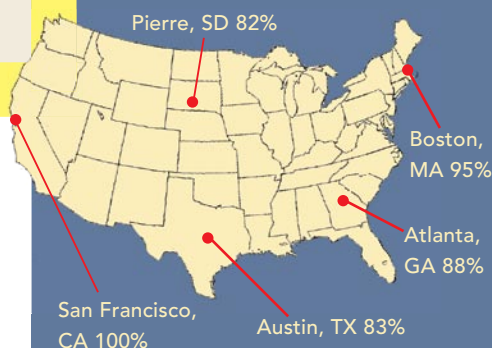 Pierre, SD 82%
Boston,
MA 95%
Atlanta,
GA 88%
San Francisco,
CA 100%
Austin, TX 83%